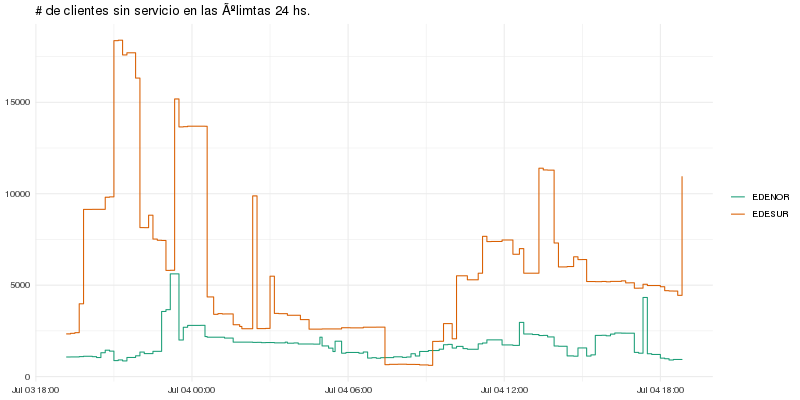 # de clientes sin servicio en las Ãºlimtas 24 hs.
15000
10000
5000
0
Jul 03 18:00
Jul 04 00:00
Jul 04 06:00
Jul 04 12:00
Jul 04 18:00
EDENOR
EDESUR